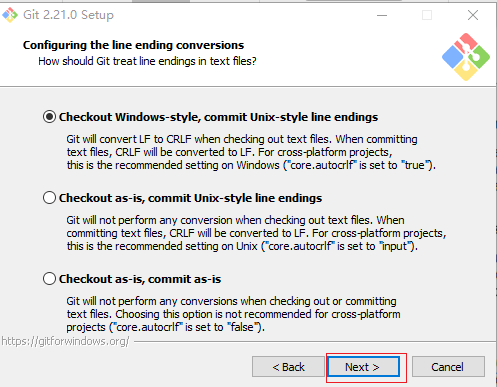 Git 2.21.0 Setup
Configuring the line ending conversions
How should Git treat line endings in text files?
Checkout Windows-style, commit Unix-style line endings
Git will convert LF to CRLF when checking out text files. When committing
text files, CRLF will be converted to LF. For cross-platform projects,
this is the recommended setting on Windows ("core.autocrlf" is set to "true").
Checkout as-is, commit Unix-style line endings
Git will not perform any conversion when checking out text files. When
committing text files, CRLF will be converted to LF. For cross-platform projects,
this is the recommended setting on Unix ("core.autocrlf" is set to "input").
Checkout as-is, commit as-is
Git will not perform any conversions when checking out or committing
text files. Choosing this option is not recommended for cross-platform
projects ("core.autocrlf" is set to "false").
https://gitforwindows.org/
< Back
Next >
Cancel